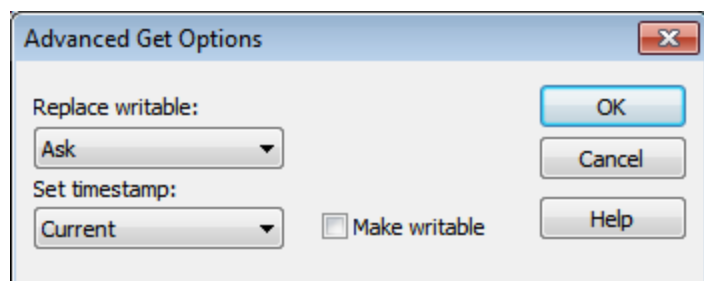 Advanced Get Options
Replace writable:
OK
Ask
Cancel
Set timestamp:
Current
Make writable
Help